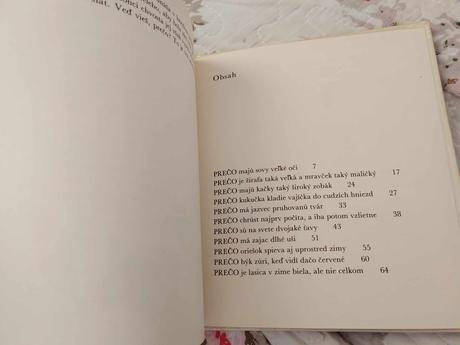 mat. Veď vieš, prečo?
Obsah
PREČO majú sovy veľké oči 7
PREČO je žirafa taká veľká a mravček taký maličký 17
PREČO majú kačky taký široký zobák 24
PREČO kukučka kladie vajíčka do cudzích hniezd 27
PREČO má jazvec pruhovanú tvár 33
PREČO chrúst najprv počíta, a iba potom vzlietne 38
PREČO sú na svete dvojaké ťavy 43
PREČO má zajac dlhé uši 51
PREČO oriešok spieva aj uprostred zimy 55
PREČO býk zúri, keď vidí dačo červené 60
PREČO je lasica v zime biela, ale nie celkom 64